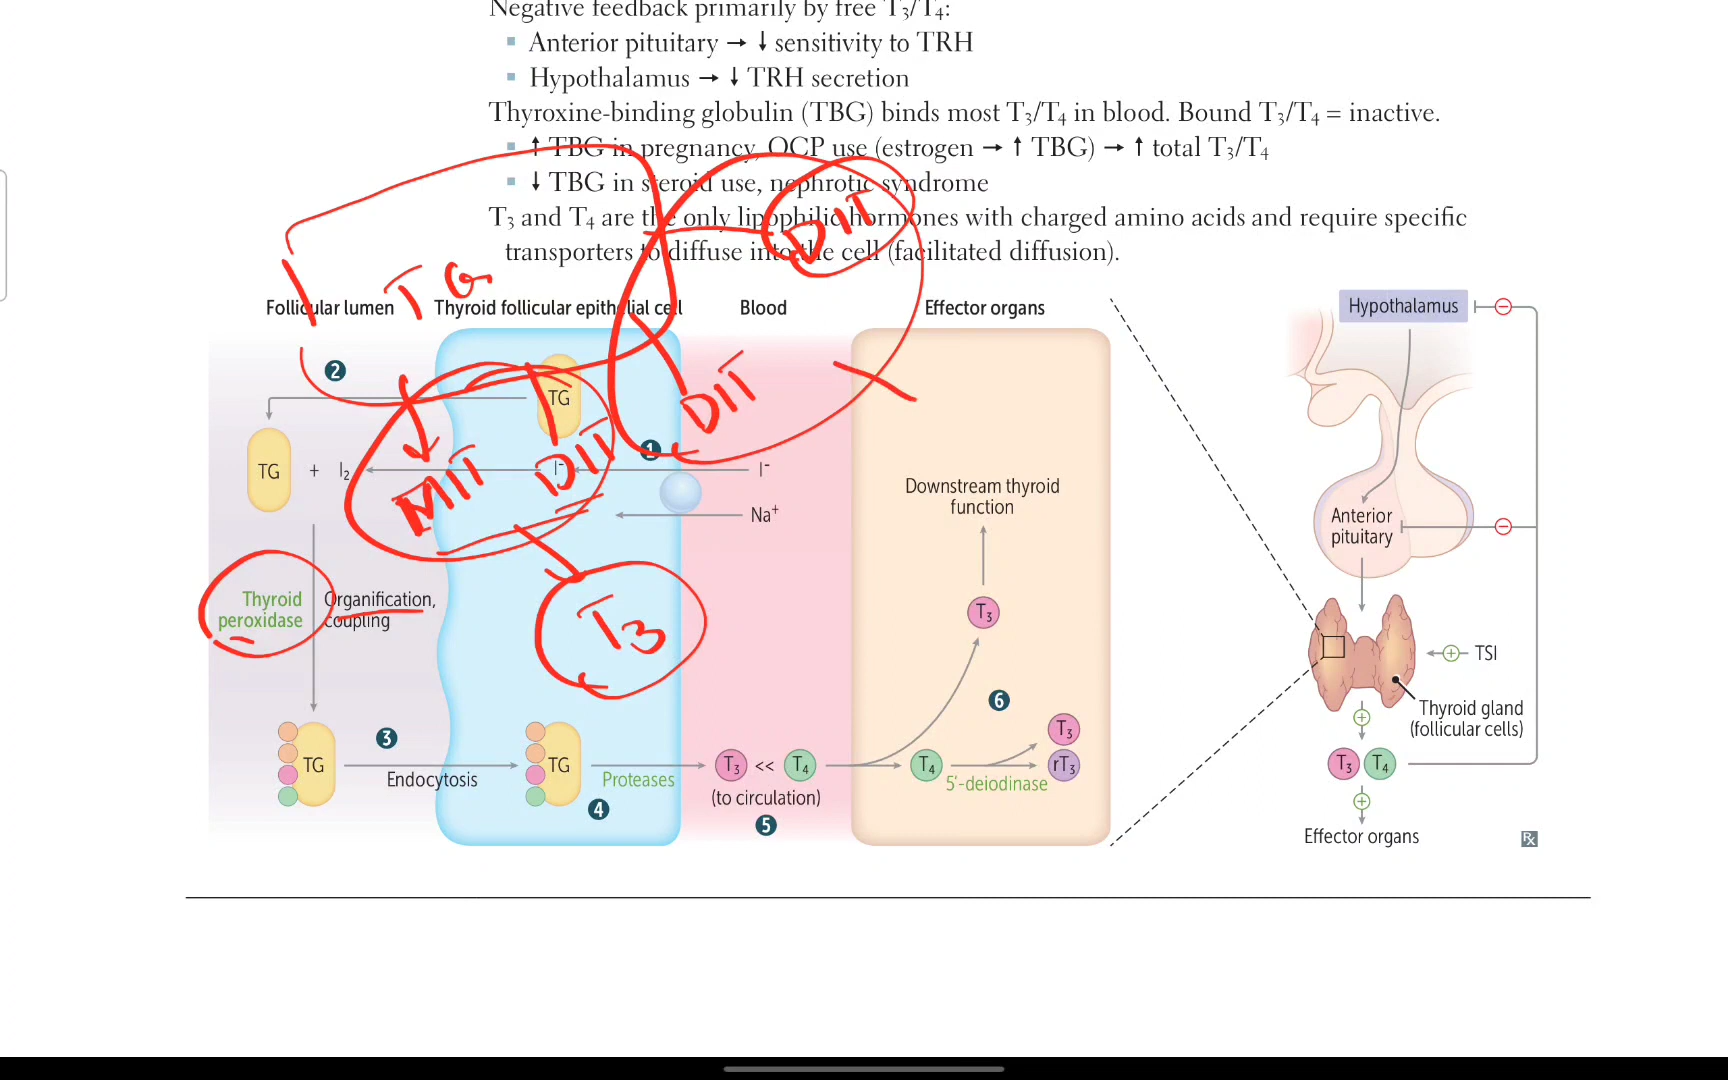 Negative feedback primarily by free T₃/T₄:
▪ Anterior pituitary → ↓ sensitivity to TRH
▪ Hypothalamus → ↓ TRH secretion
Thyroxine-binding globulin (TBG) binds most T₃/T₄ in blood. Bound T₃/T₄ = inactive.
▪ ↑ TBG in pregnancy, OCP use (estrogen → ↑ TBG) → ↑ total T₃/T₄
▪ ↓ TBG in steroid use, nephrotic syndrome
T₃ and T₄ are the only lipophilic hormones with charged amino acids and require specific
transporters to diffuse into the cell (facilitated diffusion).
DIT
TG
Follicular lumen Thyroid follicular epithelial cell Blood Effector organs
2
TG
DIT
1
TG + I₂ I⁻ I⁻
MIT DIT
Na⁺
Downstream thyroid
function
Thyroid
peroxidase
Organification,
coupling
T3
T₃
6
3
TG
Endocytosis
TG
Proteases
4
T₃ << T₄
(to circulation)
5
T₄
5′-deiodinase
T₃
rT₃
Hypothalamus −
Anterior
pituitary
−
+ TSI
Thyroid gland
(follicular cells)
+
T₃ T₄
+
Effector organs
Rx